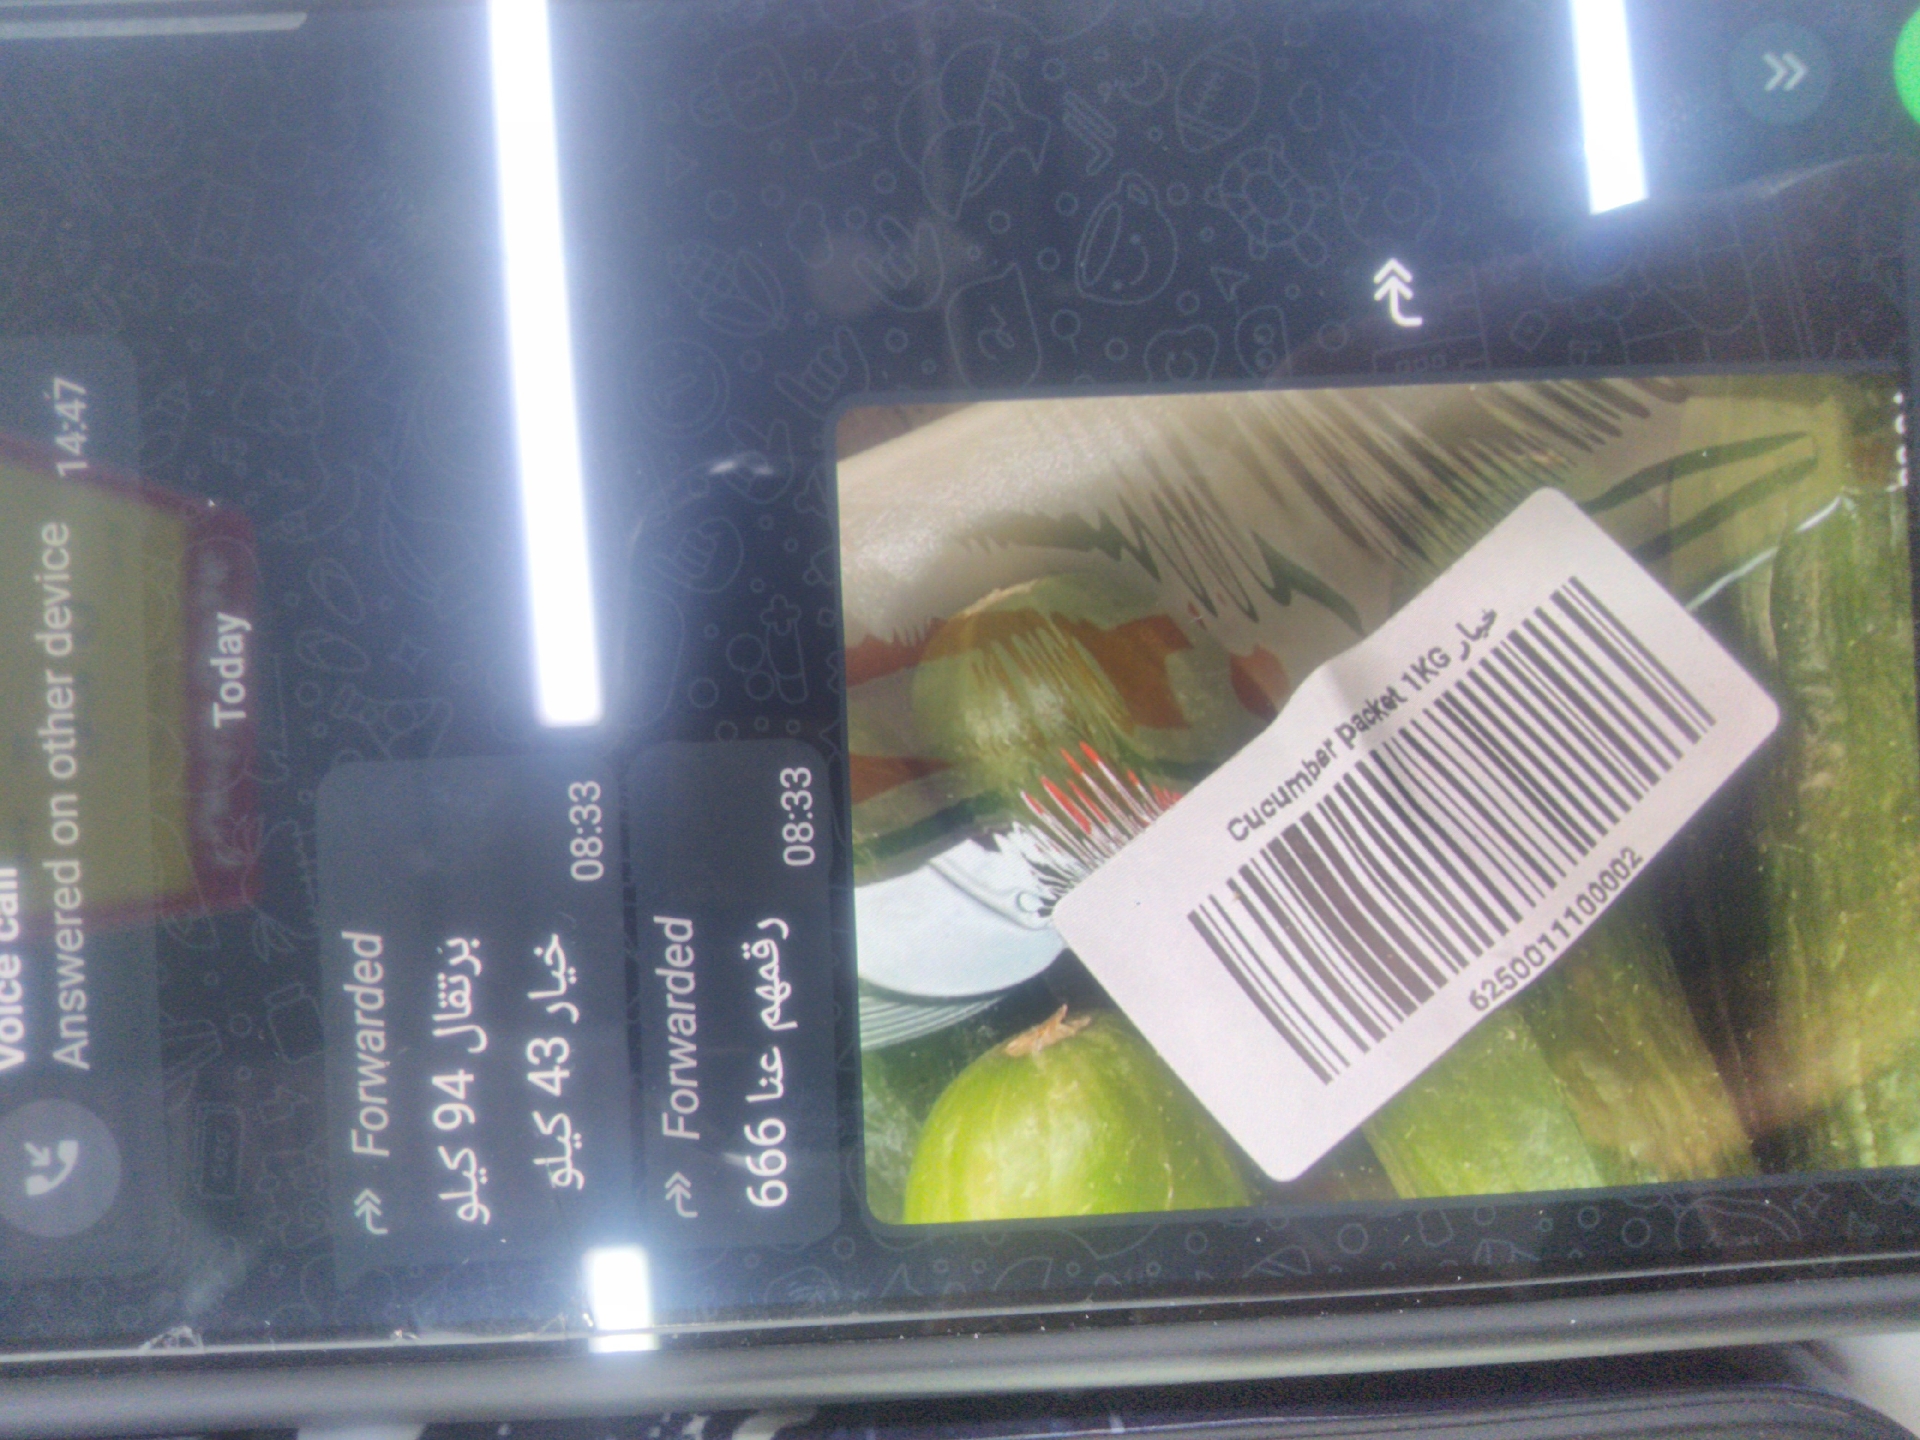 Voice call
Answered on other device 14:47
Today
Forwarded
برتقال 94 كيلو
خيار 43 كيلو
08:33
Forwarded
رقمهم عنا 666
08:33
Cucumber packet 1KG خيار
6250011100002